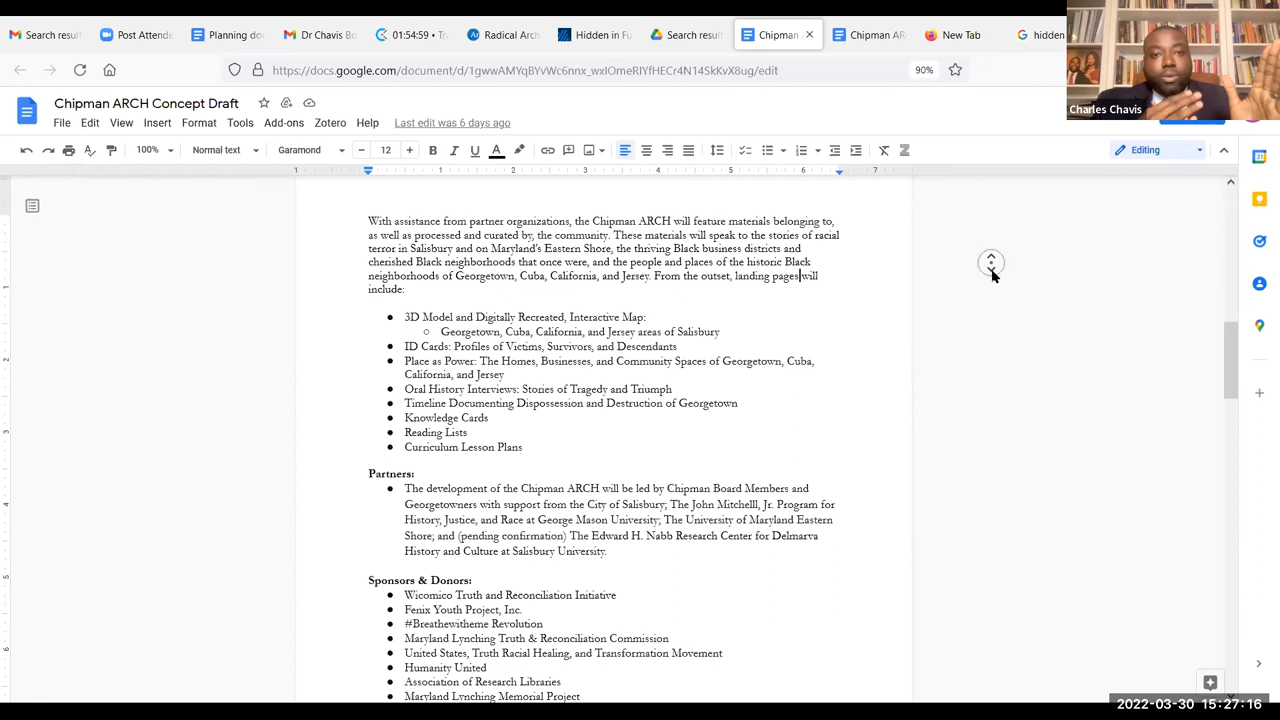 Search result
Post Attende
Planning do
Dr Chavis Bo
01:54:59 • Tr
Radical Arch
Hidden in Fu
Search result
Chipman
Chipman AR
New Tab
hidden
https://docs.google.com/document/d/1gwwAMYqBYvWc6nnx_wxIOmeRIYfHECr4N14SkKvX8ug/edit
90%
Charles Chavis
Chipman ARCH Concept Draft
File Edit View Insert Format Tools Add-ons Zotero Help Last edit was 6 days ago
100% Normal text Garamond 12 B I U A Editing
1 1 2 3 4 5 6 7
With assistance from partner organizations, the Chipman ARCH will feature materials belonging to,
as well as processed and curated by, the community. These materials will speak to the stories of racial
terror in Salisbury and on Maryland's Eastern Shore, the thriving Black business districts and
cherished Black neighborhoods that once were, and the people and places of the historic Black
neighborhoods of Georgetown, Cuba, California, and Jersey. From the outset, landing pages will
include:
● 3D Model and Digitally Recreated, Interactive Map:
○ Georgetown, Cuba, California, and Jersey areas of Salisbury
● ID Cards: Profiles of Victims, Survivors, and Descendants
● Place as Power: The Homes, Businesses, and Community Spaces of Georgetown, Cuba,
California, and Jersey
● Oral History Interviews: Stories of Tragedy and Triumph
● Timeline Documenting Dispossession and Destruction of Georgetown
● Knowledge Cards
● Reading Lists
● Curriculum Lesson Plans
Partners:
● The development of the Chipman ARCH will be led by Chipman Board Members and
Georgetowners with support from the City of Salisbury; The John Mitchelll, Jr. Program for
History, Justice, and Race at George Mason University; The University of Maryland Eastern
Shore; and (pending confirmation) The Edward H. Nabb Research Center for Delmarva
History and Culture at Salisbury University.
Sponsors & Donors:
● Wicomico Truth and Reconciliation Initiative
● Fenix Youth Project, Inc.
● #Breathewitheme Revolution
● Maryland Lynching Truth & Reconciliation Commission
● United States, Truth Racial Healing, and Transformation Movement
● Humanity United
● Association of Research Libraries
● Maryland Lynching Memorial Project
2022-03-30 15:27:16